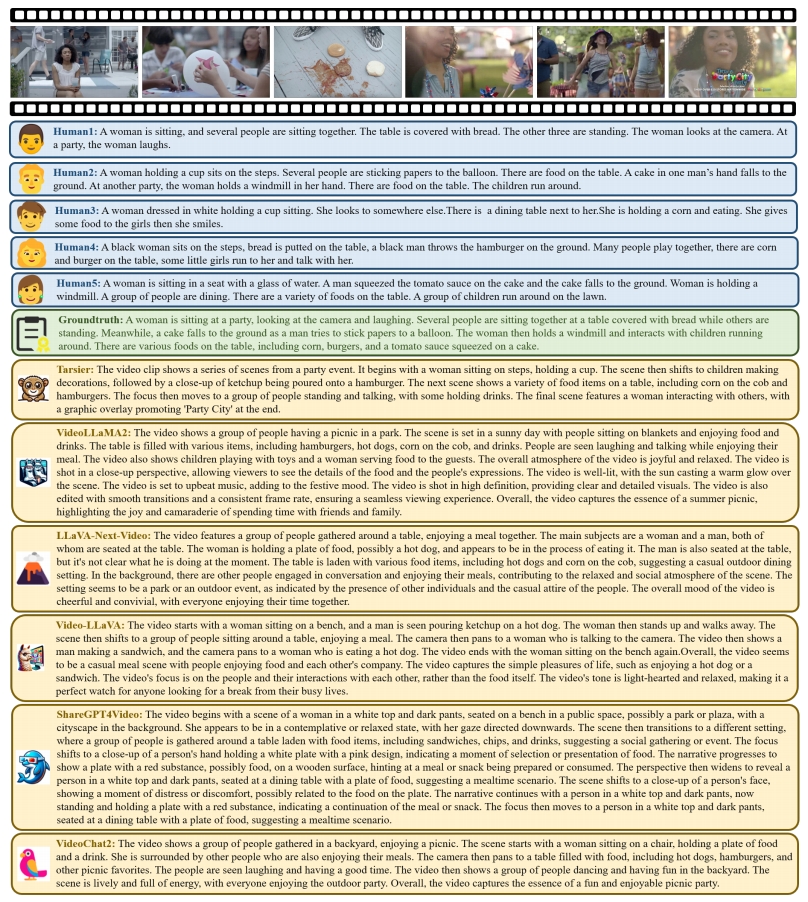 Party City
Human1: A woman is sitting, and several people are sitting together. The table is covered with bread. The other three are standing. The woman looks at the camera. At
a party, the woman laughs.
Human2: A woman holding a cup sits on the steps. Several people are sticking papers to the balloon. There are food on the table. A cake in one man's hand falls to the
ground. At another party, the woman holds a windmill in her hand. There are food on the table. The children run around.
Human3: A woman dressed in white holding a cup sitting. She looks to somewhere else.There is a dining table next to her.She is holding a corn and eating. She gives
some food to the girls then she smiles.
Human4: A black woman sits on the steps, bread is putted on the table, a black man throws the hamburger on the ground. Many people play together, there are corn
and burger on the table, some little girls run to her and talk with her.
Human5: A woman is sitting in a seat with a glass of water. A man squeezed the tomato sauce on the cake and the cake falls to the ground. Woman is holding a
windmill. A group of people are dining. There are a variety of foods on the table. A group of children run around on the lawn.
Groundtruth: A woman is sitting at a party, looking at the camera and laughing. Several people are sitting together at a table covered with bread while others are
standing. Meanwhile, a cake falls to the ground as a man tries to stick papers to a balloon. The woman then holds a windmill and interacts with children running
around. There are various foods on the table, including corn, burgers, and a tomato sauce squeezed on a cake.
Tarsier: The video clip shows a series of scenes from a party event. It begins with a woman sitting on steps, holding a cup. The scene then shifts to children making
decorations, followed by a close-up of ketchup being poured onto a hamburger. The next scene shows a variety of food items on a table, including corn on the cob and
hamburgers. The focus then moves to a group of people standing and talking, with some holding drinks. The final scene features a woman interacting with others, with
a graphic overlay promoting 'Party City' at the end.
VideoLLaMA2: The video shows a group of people having a picnic in a park. The scene is set in a sunny day with people sitting on blankets and enjoying food and
drinks. The table is filled with various items, including hamburgers, hot dogs, corn on the cob, and drinks. People are seen laughing and talking while enjoying their
meal. The video also shows children playing with toys and a woman serving food to the guests. The overall atmosphere of the video is joyful and relaxed. The video is
shot in a close-up perspective, allowing viewers to see the details of the food and the people's expressions. The video is well-lit, with the sun casting a warm glow over
the scene. The video is set to upbeat music, adding to the festive mood. The video is shot in high definition, providing clear and detailed visuals. The video is also
edited with smooth transitions and a consistent frame rate, ensuring a seamless viewing experience. Overall, the video captures the essence of a summer picnic,
highlighting the joy and camaraderie of spending time with friends and family.
LLaVA-Next-Video: The video features a group of people gathered around a table, enjoying a meal together. The main subjects are a woman and a man, both of
whom are seated at the table. The woman is holding a plate of food, possibly a hot dog, and appears to be in the process of eating it. The man is also seated at the table,
but it's not clear what he is doing at the moment. The table is laden with various food items, including hot dogs and corn on the cob, suggesting a casual outdoor dining
setting. In the background, there are other people engaged in conversation and enjoying their meals, contributing to the relaxed and social atmosphere of the scene. The
setting seems to be a park or an outdoor event, as indicated by the presence of other individuals and the casual attire of the people. The overall mood of the video is
cheerful and convivial, with everyone enjoying their time together.
Video-LLaVA: The video starts with a woman sitting on a bench, and a man is seen pouring ketchup on a hot dog. The woman then stands up and walks away. The
scene then shifts to a group of people sitting around a table, enjoying a meal. The camera then pans to a woman who is talking to the camera. The video then shows a
man making a sandwich, and the camera pans to a woman who is eating a hot dog. The video ends with the woman sitting on the bench again.Overall, the video seems
to be a casual meal scene with people enjoying food and each other's company. The video captures the simple pleasures of life, such as enjoying a hot dog or a
sandwich. The video's focus is on the people and their interactions with each other, rather than the food itself. The video's tone is light-hearted and relaxed, making it a
perfect watch for anyone looking for a break from their busy lives.
ShareGPT4Video: The video begins with a scene of a woman in a white top and dark pants, seated on a bench in a public space, possibly a park or plaza, with a
cityscape in the background. She appears to be in a contemplative or relaxed state, with her gaze directed downwards. The scene then transitions to a different setting,
where a group of people is gathered around a table laden with food items, including sandwiches, chips, and drinks, suggesting a social gathering or event. The focus
shifts to a close-up of a person's hand holding a white plate with a pink design, indicating a moment of selection or presentation of food. The narrative progresses to
show a plate with a red substance, possibly food, on a wooden surface, hinting at a meal or snack being prepared or consumed. The perspective then widens to reveal a
person in a white top and dark pants, seated at a dining table with a plate of food, suggesting a mealtime scenario. The scene shifts to a close-up of a person's face,
showing a moment of distress or discomfort, possibly related to the food on the plate. The narrative continues with a person in a white top and dark pants, now
standing and holding a plate with a red substance, indicating a continuation of the meal or snack. The focus then moves to a person in a white top and dark pants,
seated at a dining table with a plate of food, suggesting a mealtime scenario.
VideoChat2: The video shows a group of people gathered in a backyard, enjoying a picnic. The scene starts with a woman sitting on a chair, holding a plate of food
and a drink. She is surrounded by other people who are also enjoying their meals. The camera then pans to a table filled with food, including hot dogs, hamburgers, and
other picnic favorites. The people are seen laughing and having a good time. The video then shows a group of people dancing and having fun in the backyard. The
scene is lively and full of energy, with everyone enjoying the outdoor party. Overall, the video captures the essence of a fun and enjoyable picnic party.